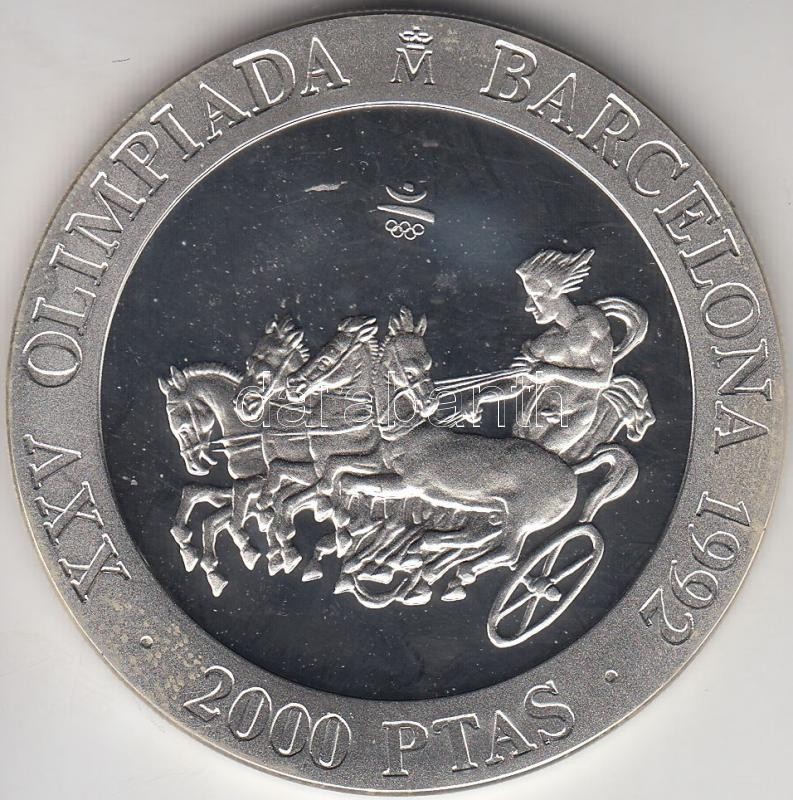 XXV OLIMPIADA M BARCELONA 1992
· 2000 PTAS ·
darabanth